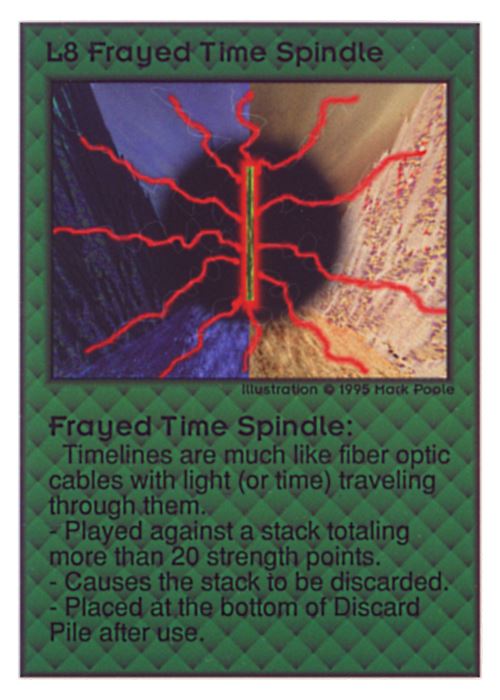 L8 Frayed Time Spindle
Illustration © 1995 Mark Poole
Frayed Time Spindle:
Timelines are much like fiber optic
cables with light (or time) traveling
through them.
- Played against a stack totaling
more than 20 strength points.
- Causes the stack to be discarded.
- Placed at the bottom of Discard
Pile after use.